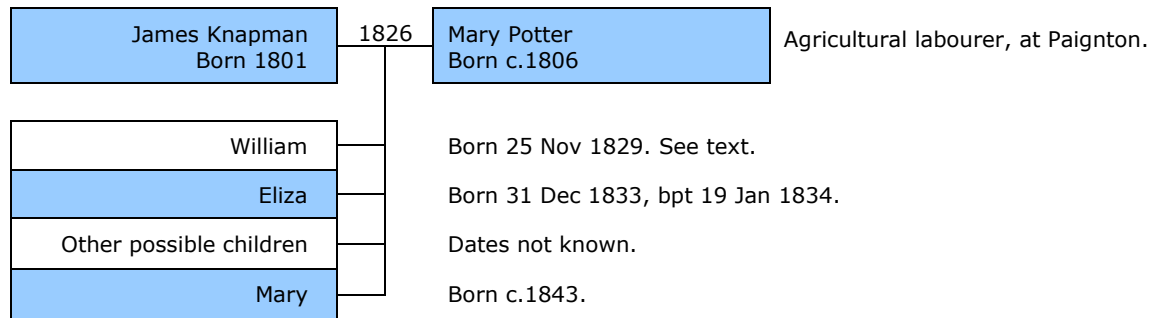 James Knapman
Born 1801
1826
Mary Potter
Born c.1806
Agricultural labourer, at Paignton.
William
Born 25 Nov 1829. See text.
Eliza
Born 31 Dec 1833, bpt 19 Jan 1834.
Other possible children
Dates not known.
Mary
Born c.1843.